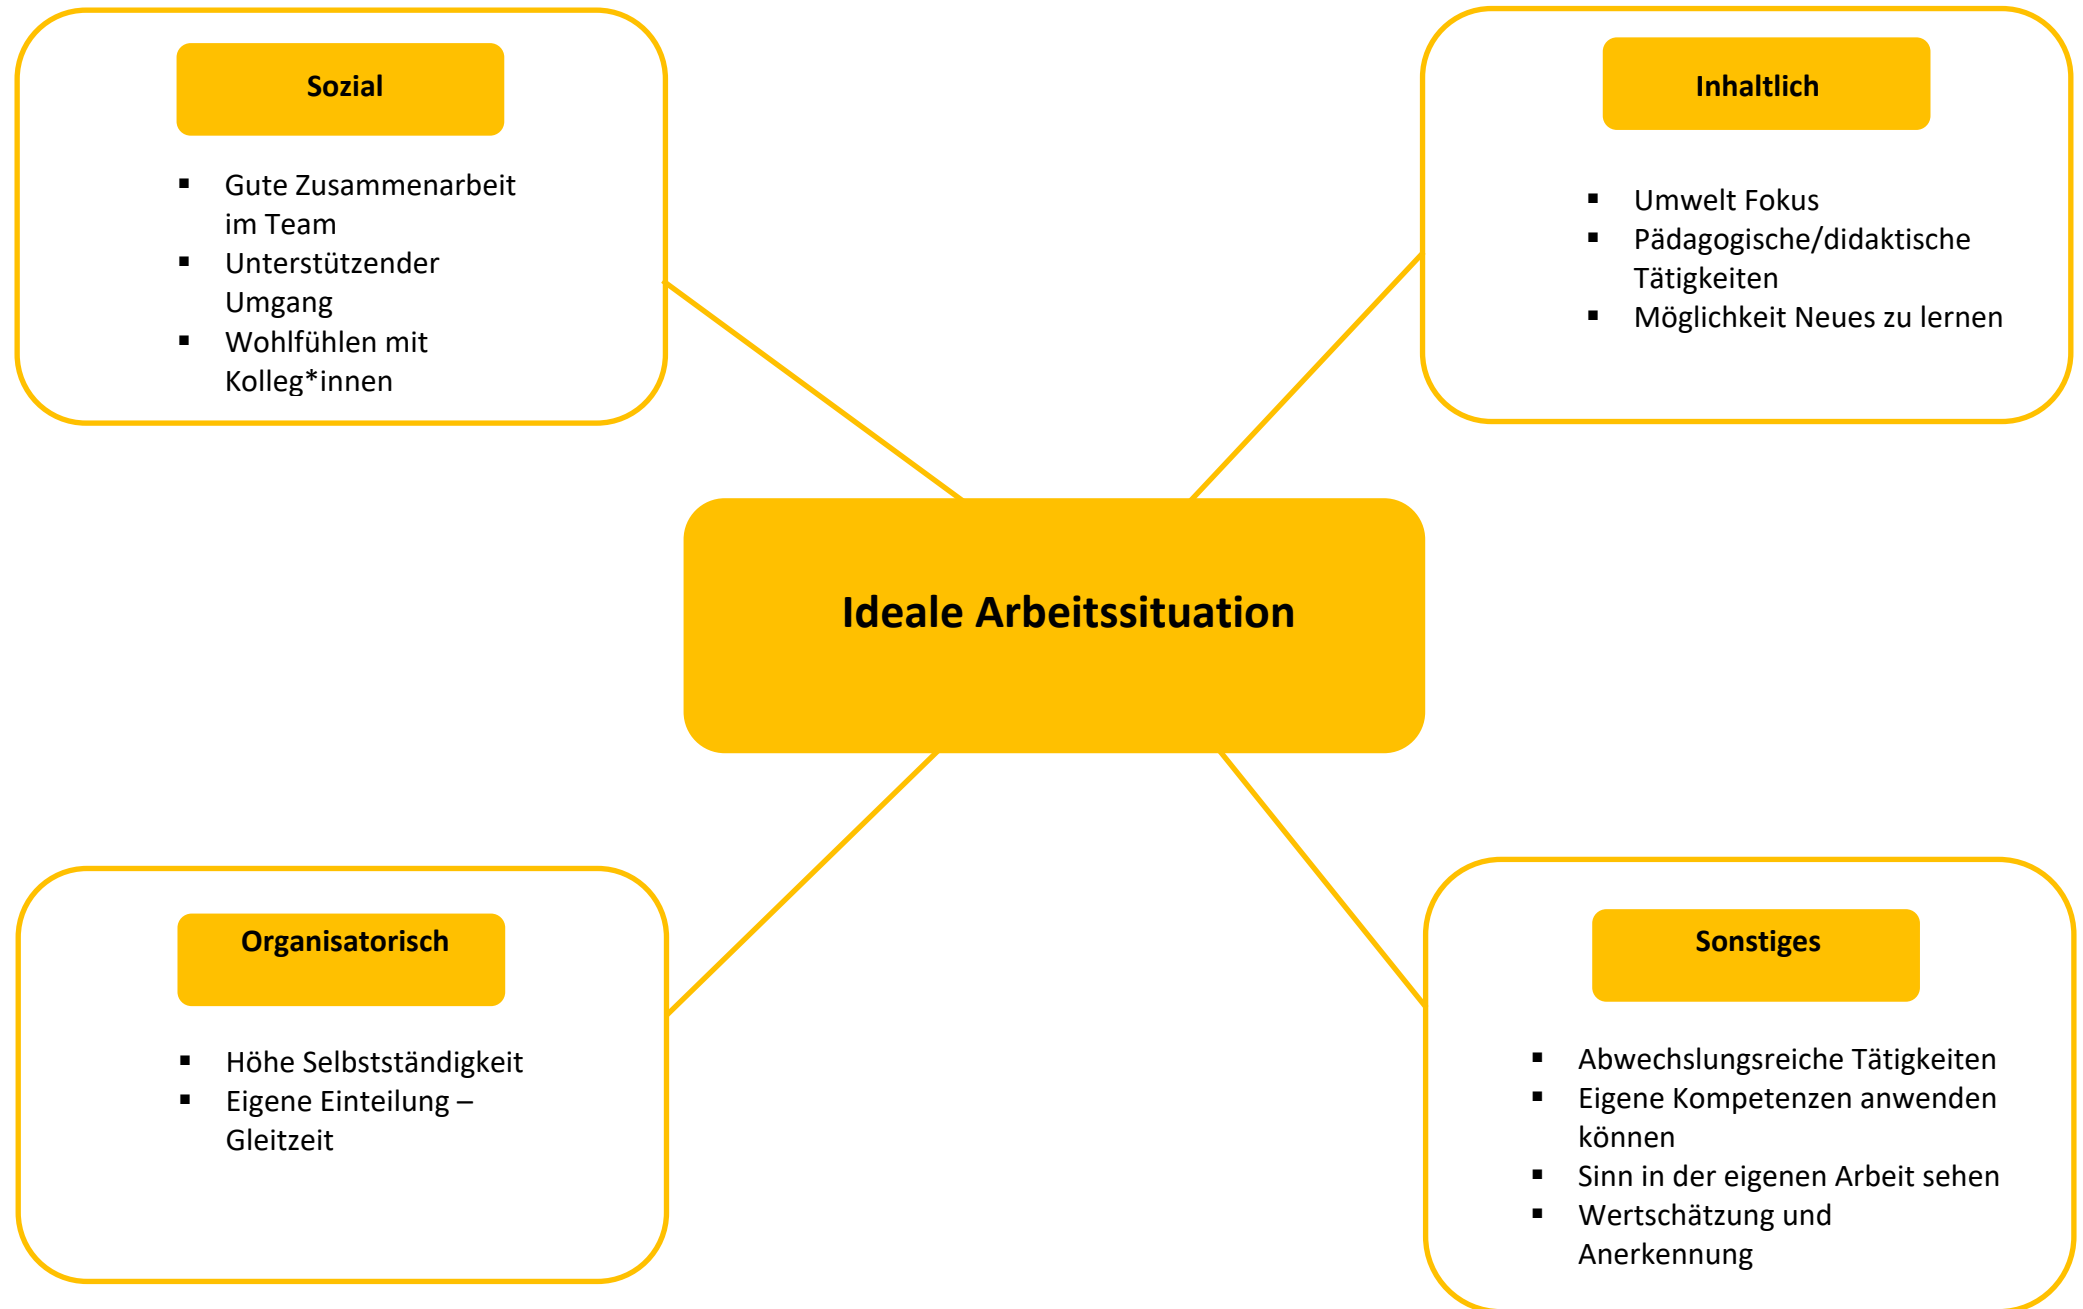 Sozial
▪ Gute Zusammenarbeit
im Team
▪ Unterstützender
Umgang
▪ Wohlfühlen mit
Kolleg*innen
Inhaltlich
▪ Umwelt Fokus
▪ Pädagogische/didaktische
Tätigkeiten
▪ Möglichkeit Neues zu lernen
Ideale Arbeitssituation
Organisatorisch
▪ Höhe Selbstständigkeit
▪ Eigene Einteilung –
Gleitzeit
Sonstiges
▪ Abwechslungsreiche Tätigkeiten
▪ Eigene Kompetenzen anwenden
können
▪ Sinn in der eigenen Arbeit sehen
▪ Wertschätzung und
Anerkennung